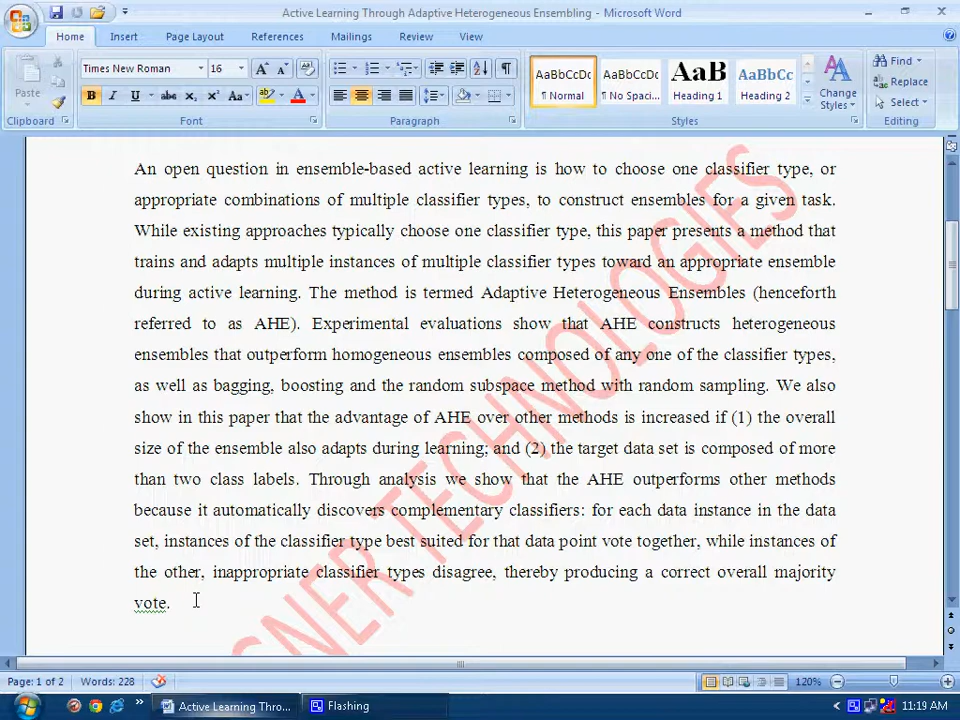 Active Learning Through Adaptive Heterogeneous Ensembling - Microsoft Word
Home Insert Page Layout References Mailings Review View
Paste
Times New Roman 16
B I U abc x₂ x² Aa
AaBbCcDc AaBbCcDc AaB AaBbCc
¶ Normal ¶ No Spaci... Heading 1 Heading 2
Change Styles
Find
Replace
Select
Clipboard Font Paragraph Styles Editing
An open question in ensemble-based active learning is how to choose one classifier type, or
appropriate combinations of multiple classifier types, to construct ensembles for a given task.
While existing approaches typically choose one classifier type, this paper presents a method that
trains and adapts multiple instances of multiple classifier types toward an appropriate ensemble
during active learning. The method is termed Adaptive Heterogeneous Ensembles (henceforth
referred to as AHE). Experimental evaluations show that AHE constructs heterogeneous
ensembles that outperform homogeneous ensembles composed of any one of the classifier types,
as well as bagging, boosting and the random subspace method with random sampling. We also
show in this paper that the advantage of AHE over other methods is increased if (1) the overall
size of the ensemble also adapts during learning; and (2) the target data set is composed of more
than two class labels. Through analysis we show that the AHE outperforms other methods
because it automatically discovers complementary classifiers: for each data instance in the data
set, instances of the classifier type best suited for that data point vote together, while instances of
the other, inappropriate classifier types disagree, thereby producing a correct overall majority
vote.
GNER TECHNOLOGIES
Page: 1 of 2 Words: 228 120%
Active Learning Thro... Flashing 11:19 AM